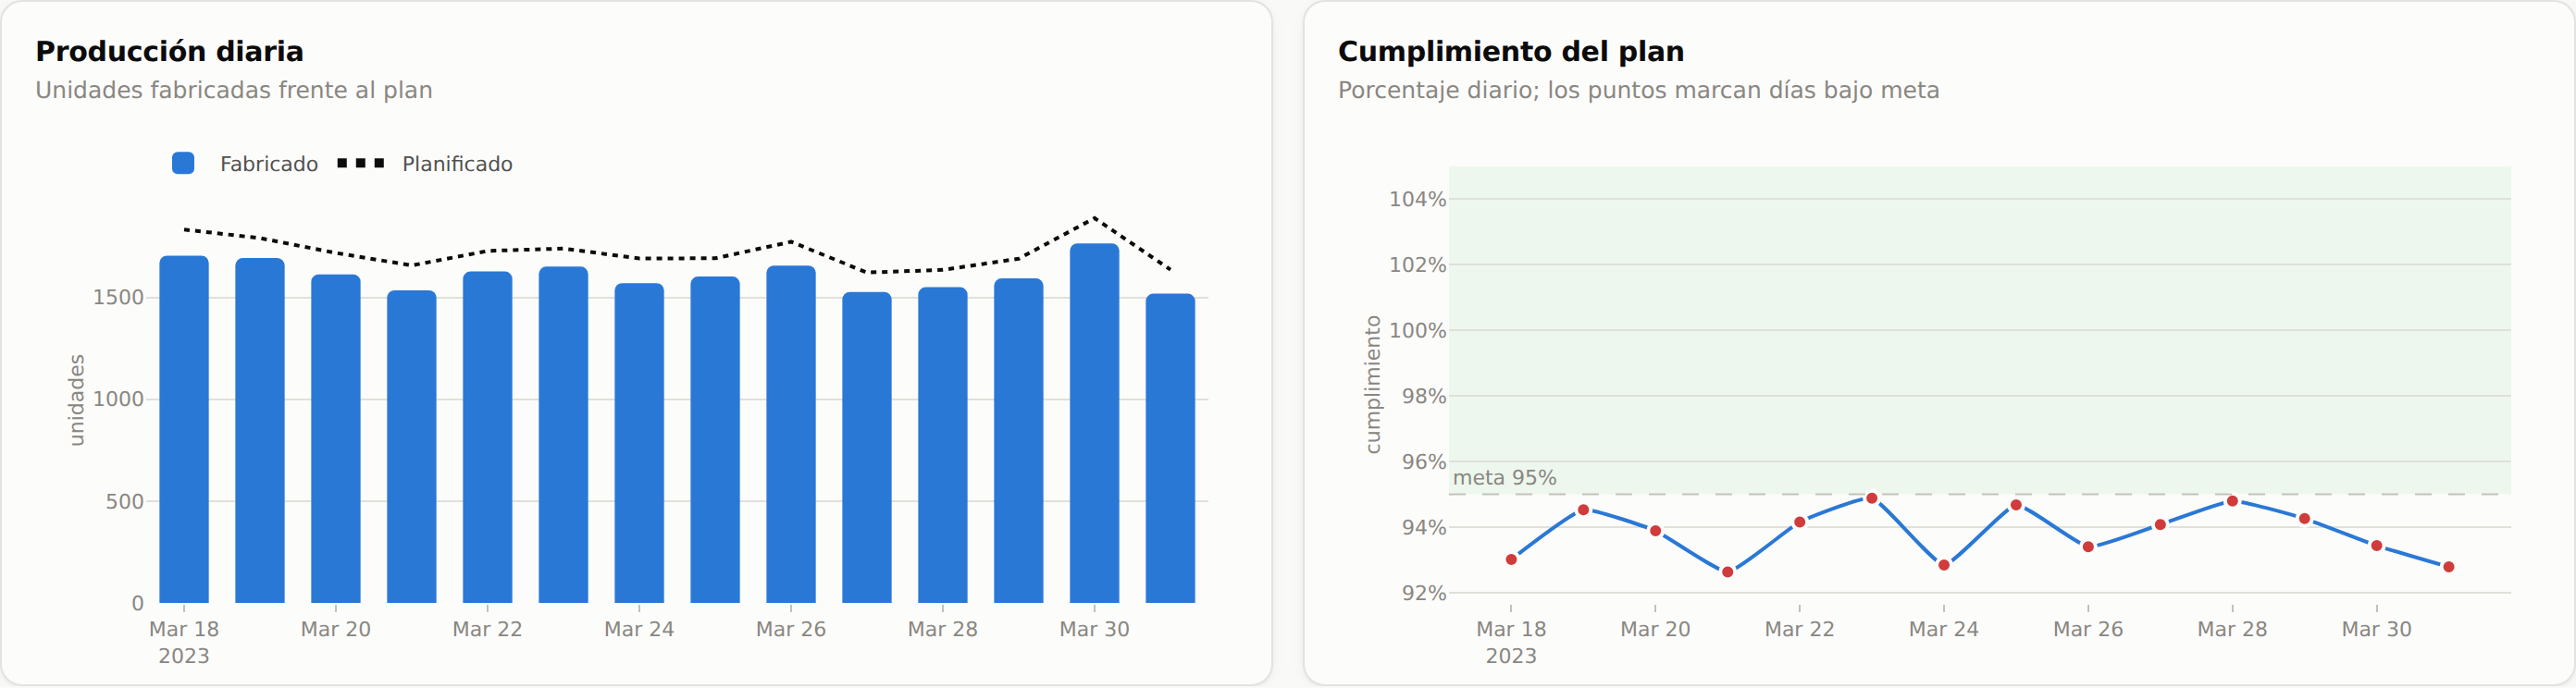 Producción diaria
Unidades fabricadas frente al plan
Fabricado
Planificado
unidades
1500
1000
500
0
Mar 18
2023
Mar 20
Mar 22
Mar 24
Mar 26
Mar 28
Mar 30
Cumplimiento del plan
Porcentaje diario; los puntos marcan días bajo meta
cumplimiento
104%
102%
100%
98%
96%
meta 95%
94%
92%
Mar 18
2023
Mar 20
Mar 22
Mar 24
Mar 26
Mar 28
Mar 30